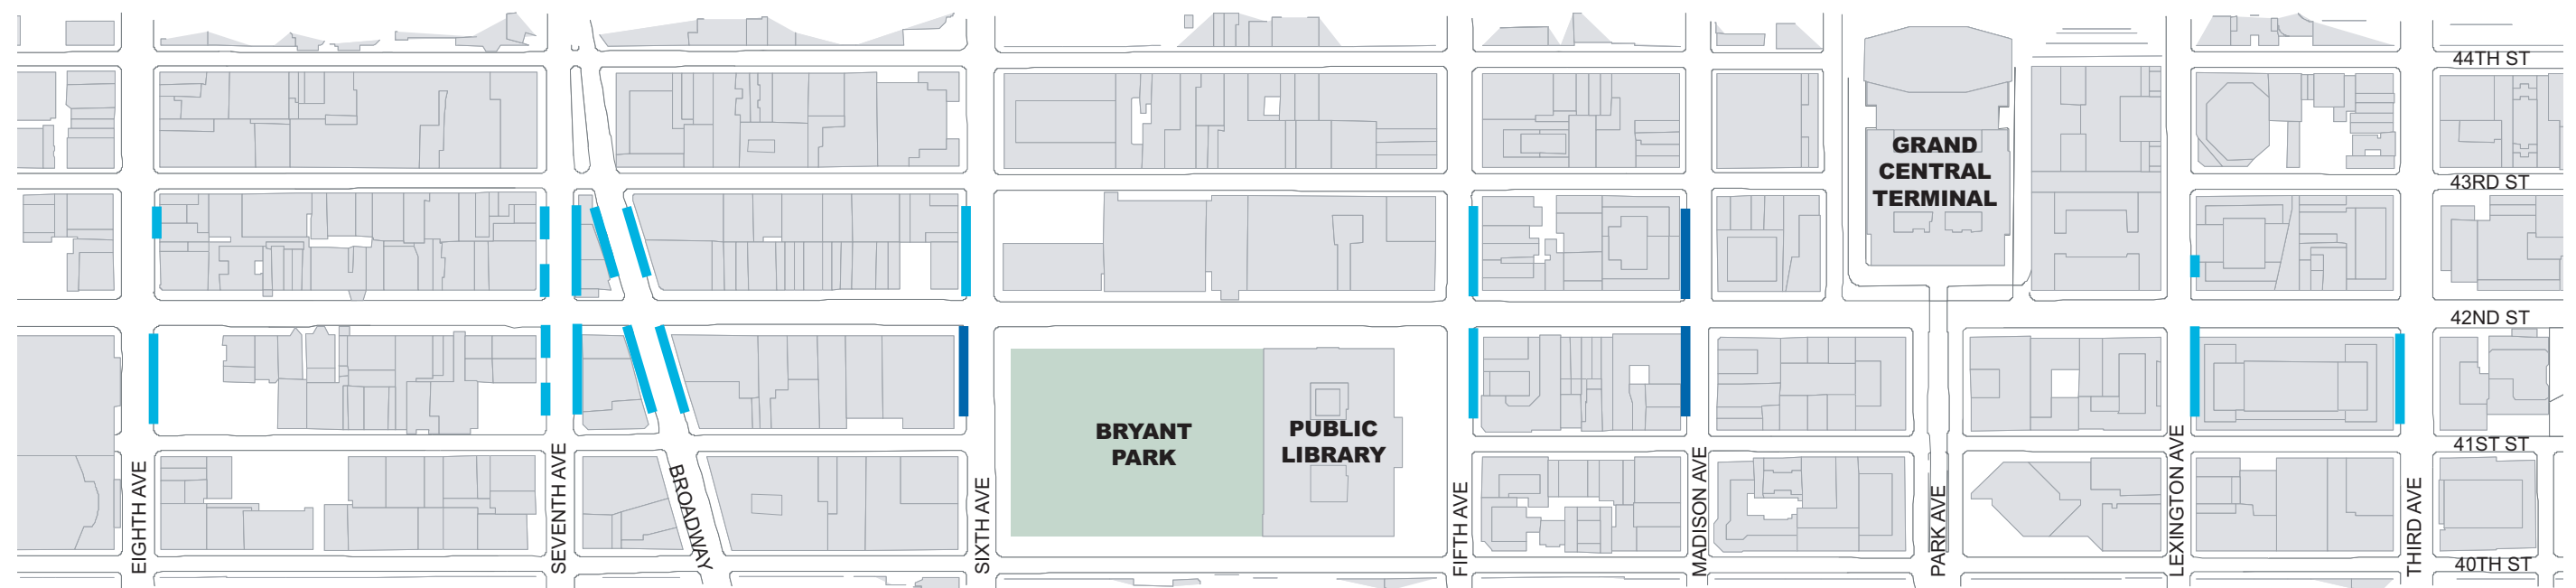 44TH ST
GRAND
CENTRAL
TERMINAL
43RD ST
42ND ST
BRYANT
PARK
PUBLIC
LIBRARY
41ST ST
EIGHTH AVE
SEVENTH AVE
BROADWAY
SIXTH AVE
FIFTH AVE
MADISON AVE
PARK AVE
LEXINGTON AVE
THIRD AVE
40TH ST